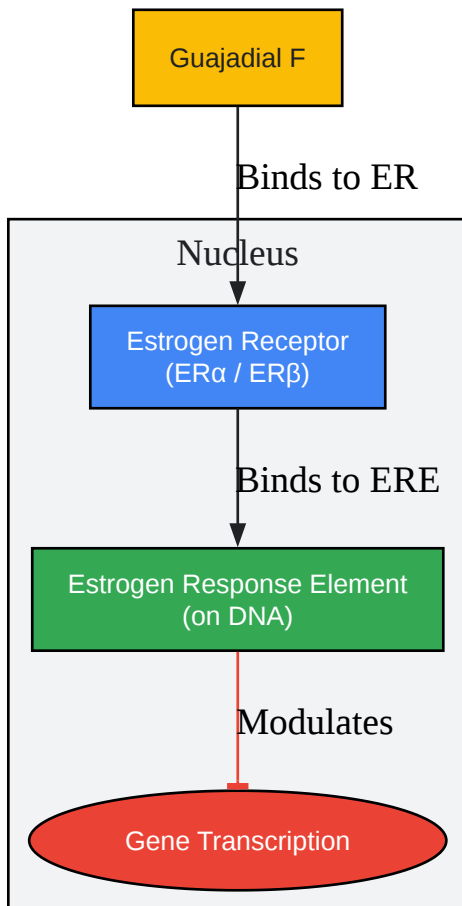 Guajadial F
Binds to ER
Nucleus
Estrogen Receptor
(ERα / ERβ)
Binds to ERE
Estrogen Response Element
(on DNA)
Modulates
Gene Transcription